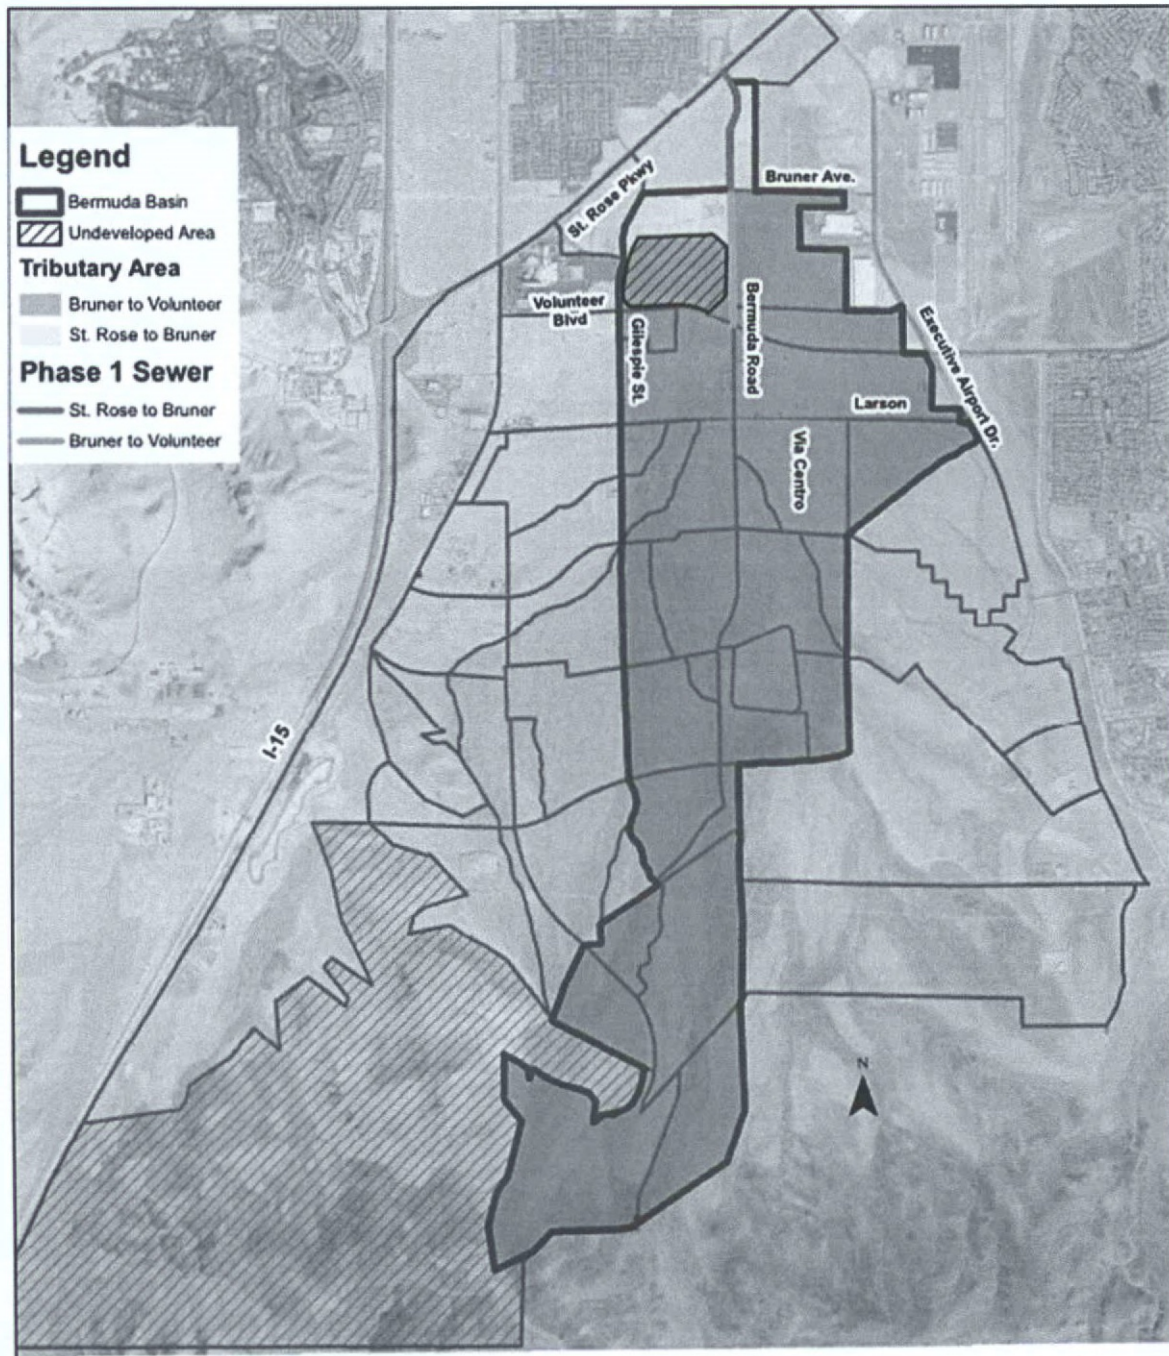 Legend
Bermuda Basin
Undeveloped Area
Tributary Area
Bruner to Volunteer
St. Rose to Bruner
Phase 1 Sewer
St. Rose to Bruner
Bruner to Volunteer
St. Rose Pkwy
Bruner Ave.
Volunteer
Blvd
Gilespie St.
Bermuda Road
Executive Airport Dr.
Larson
Via Centro
I-15
N